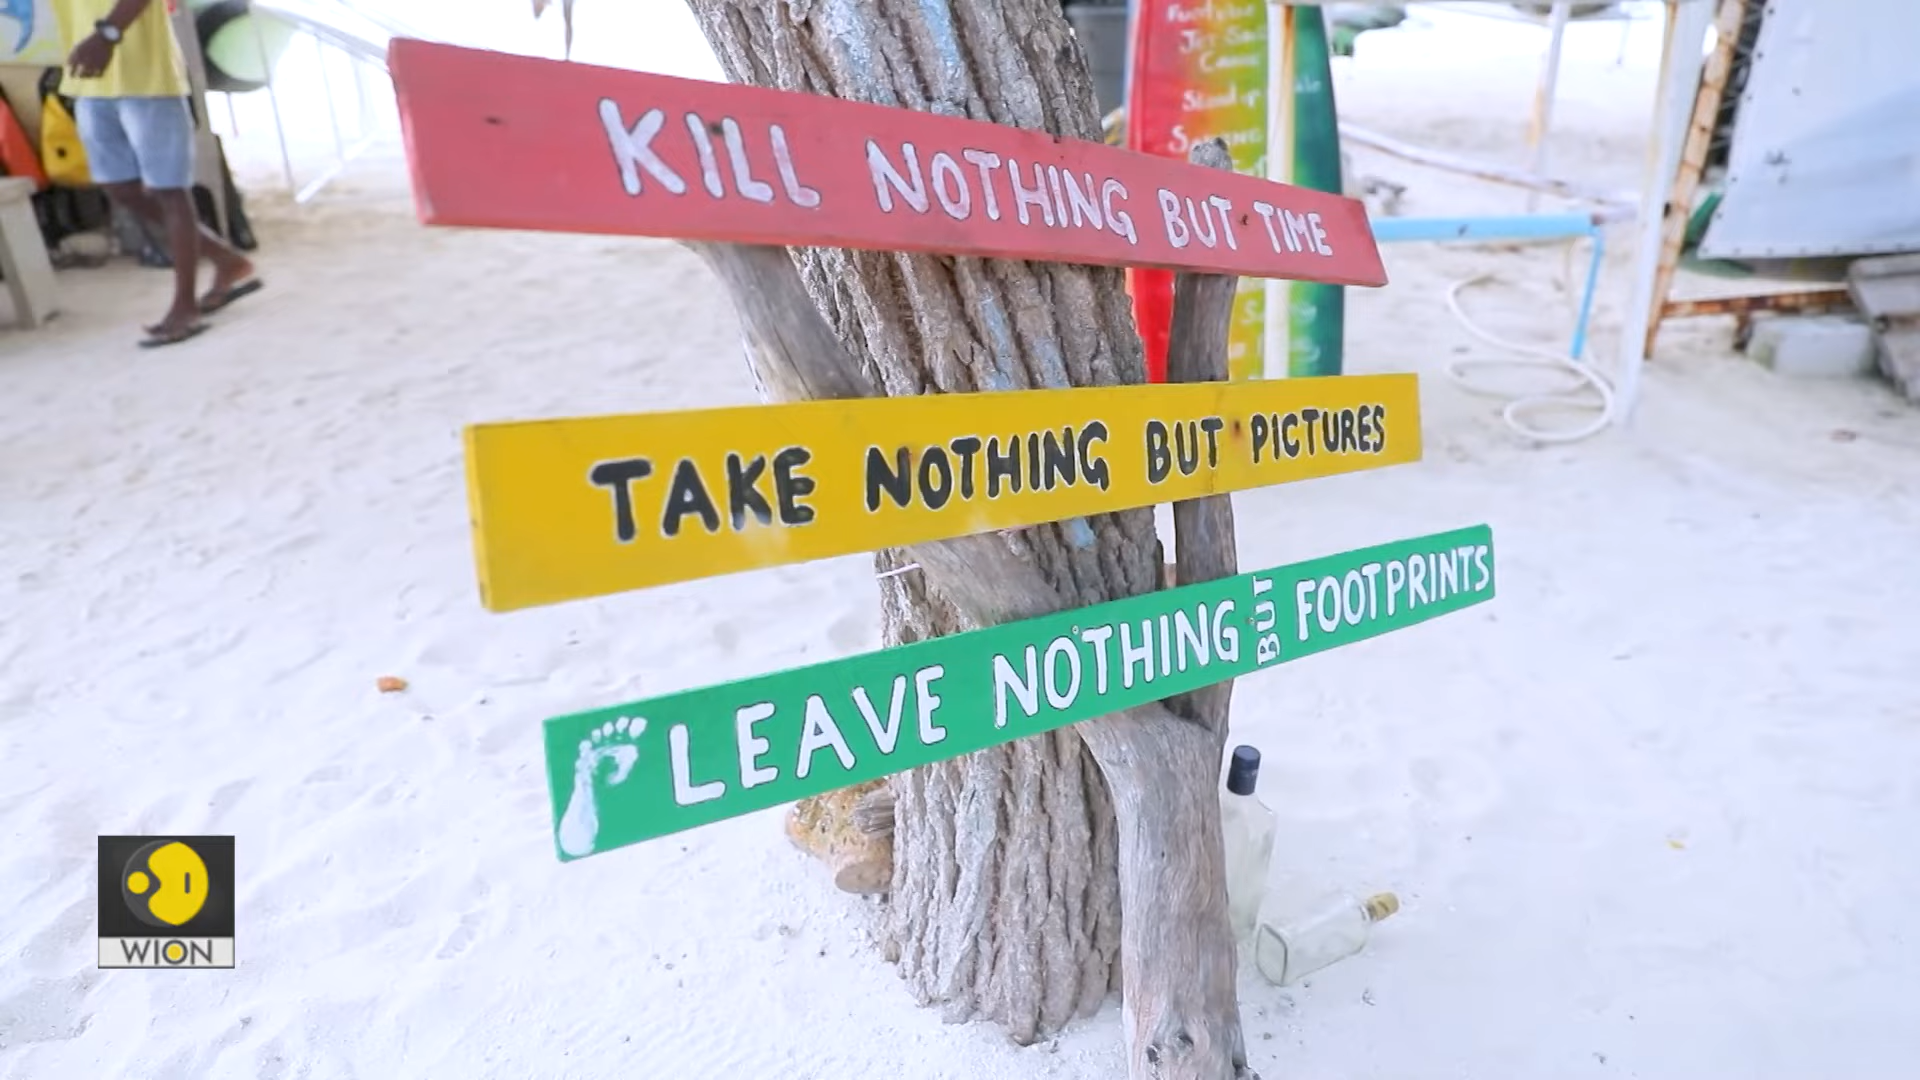 KILL NOTHING BUT TIME
TAKE NOTHING BUT PICTURES
LEAVE NOTHING BUT FOOTPRINTS
WION